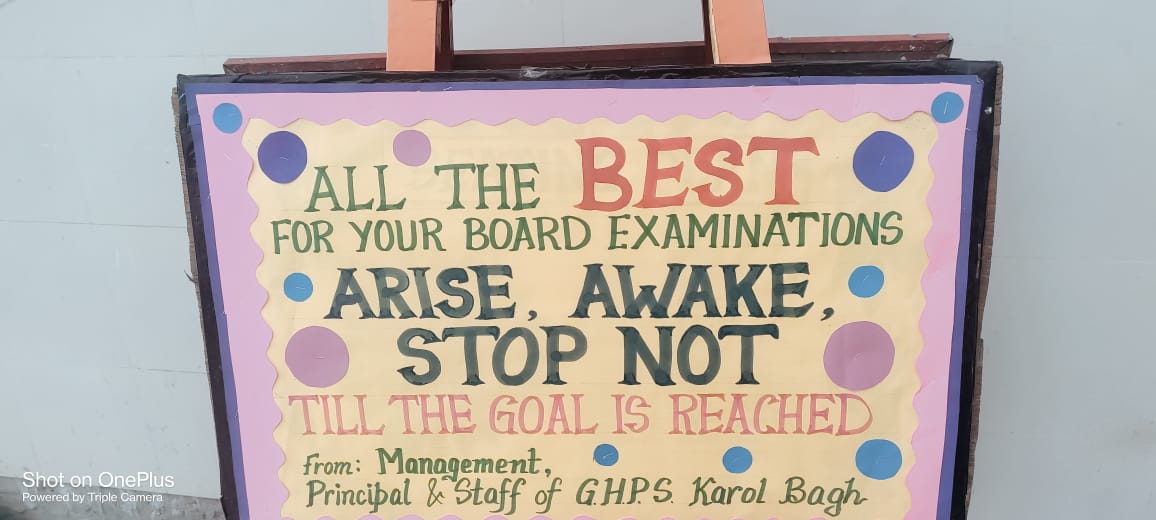 ALL THE BEST
FOR YOUR BOARD EXAMINATIONS
ARISE, AWAKE,
STOP NOT
TILL THE GOAL IS REACHED
From: Management,
Principal & Staff of G.H.P.S. Karol Bagh
Shot on OnePlus
Powered by Triple Camera